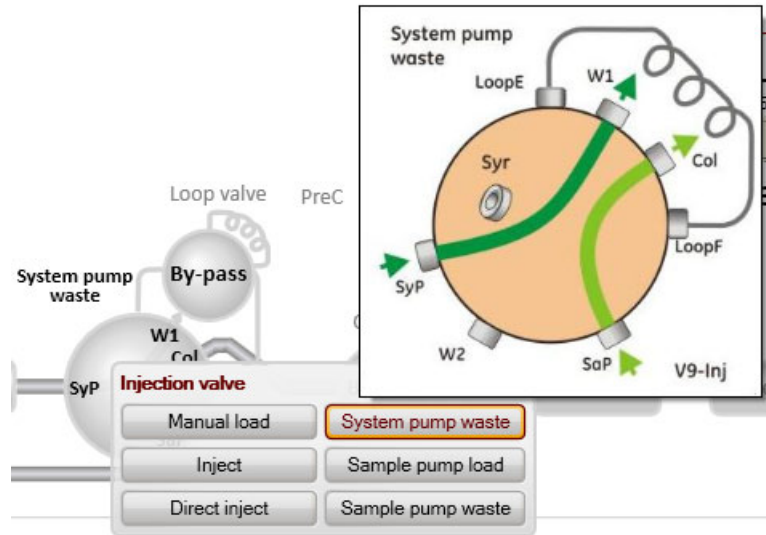 System pump
waste
LoopE
W1
Col
Syr
LoopF
SyP
W2
SaP
V9-Inj
Loop valve
PreC
By-pass
System pump
waste
W1
Col
SyP
Injection valve
Manual load
System pump waste
Inject
Sample pump load
Direct inject
Sample pump waste